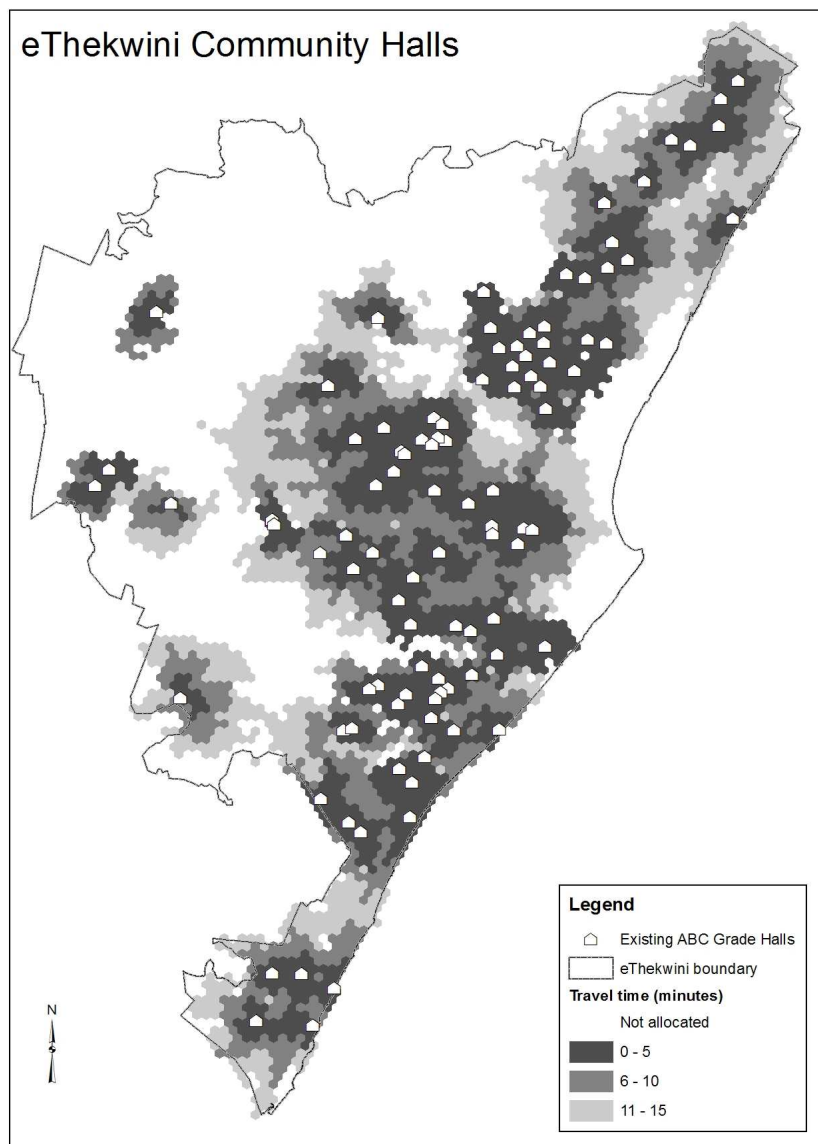 eThekwini Community Halls
N
Legend
Existing ABC Grade Halls
eThekwini boundary
Travel time (minutes)
Not allocated
0 - 5
6 - 10
11 - 15